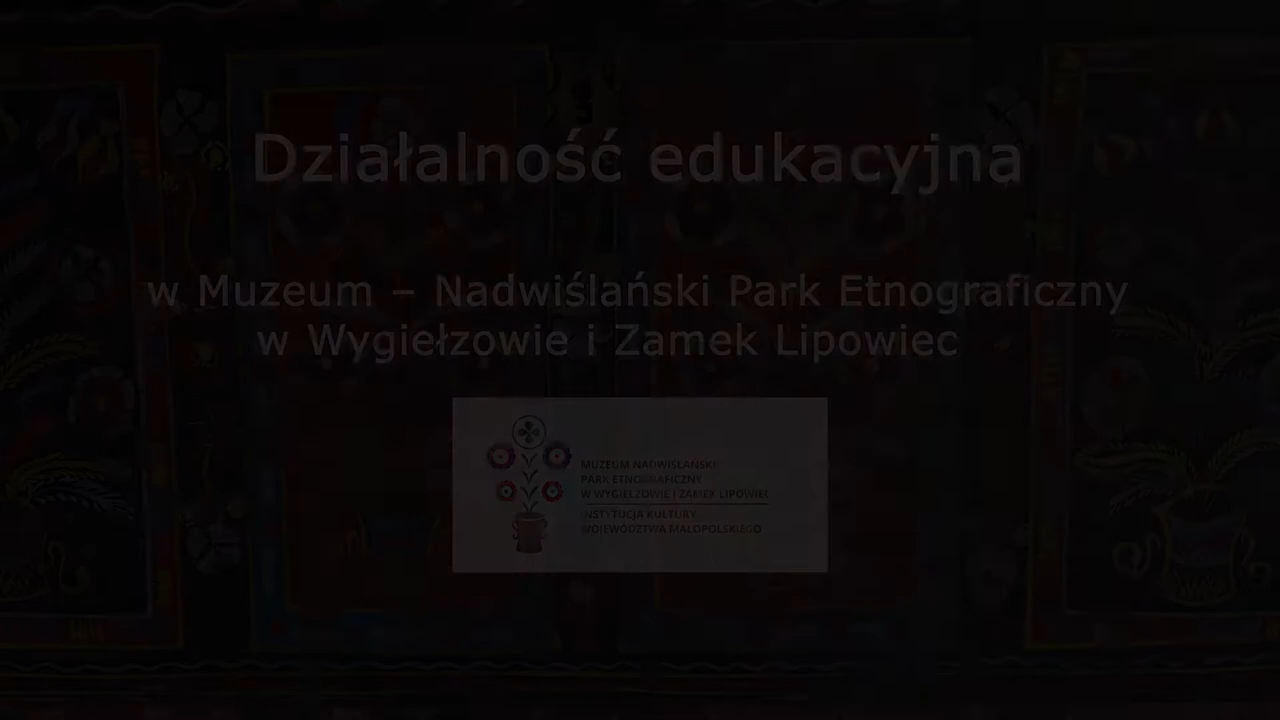 Działalność edukacyjna
w Muzeum – Nadwiślański Park Etnograficzny
w Wygiełzowie i Zamek Lipowiec
MUZEUM NADWIŚLAŃSKI
PARK ETNOGRAFICZNY
W WYGIEŁZOWIE I ZAMEK LIPOWIEC
INSTYTUCJA KULTURY
WOJEWÓDZTWA MAŁOPOLSKIEGO